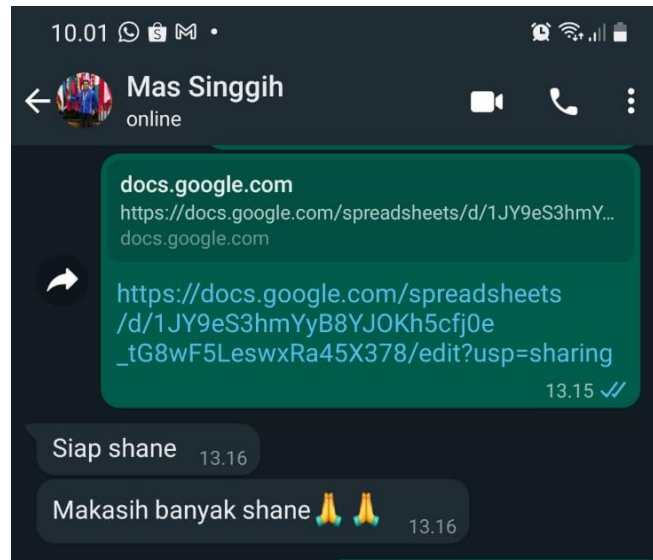 10.01
Mas Singgih
online
docs.google.com
https://docs.google.com/spreadsheets/d/1JY9eS3hmY...
docs.google.com
https://docs.google.com/spreadsheets
/d/1JY9eS3hmYyB8YJOKh5cfj0e
_tG8wF5LeswxRa45X378/edit?usp=sharing
13.15
Siap shane 13.16
Makasih banyak shane🙏🙏 13.16